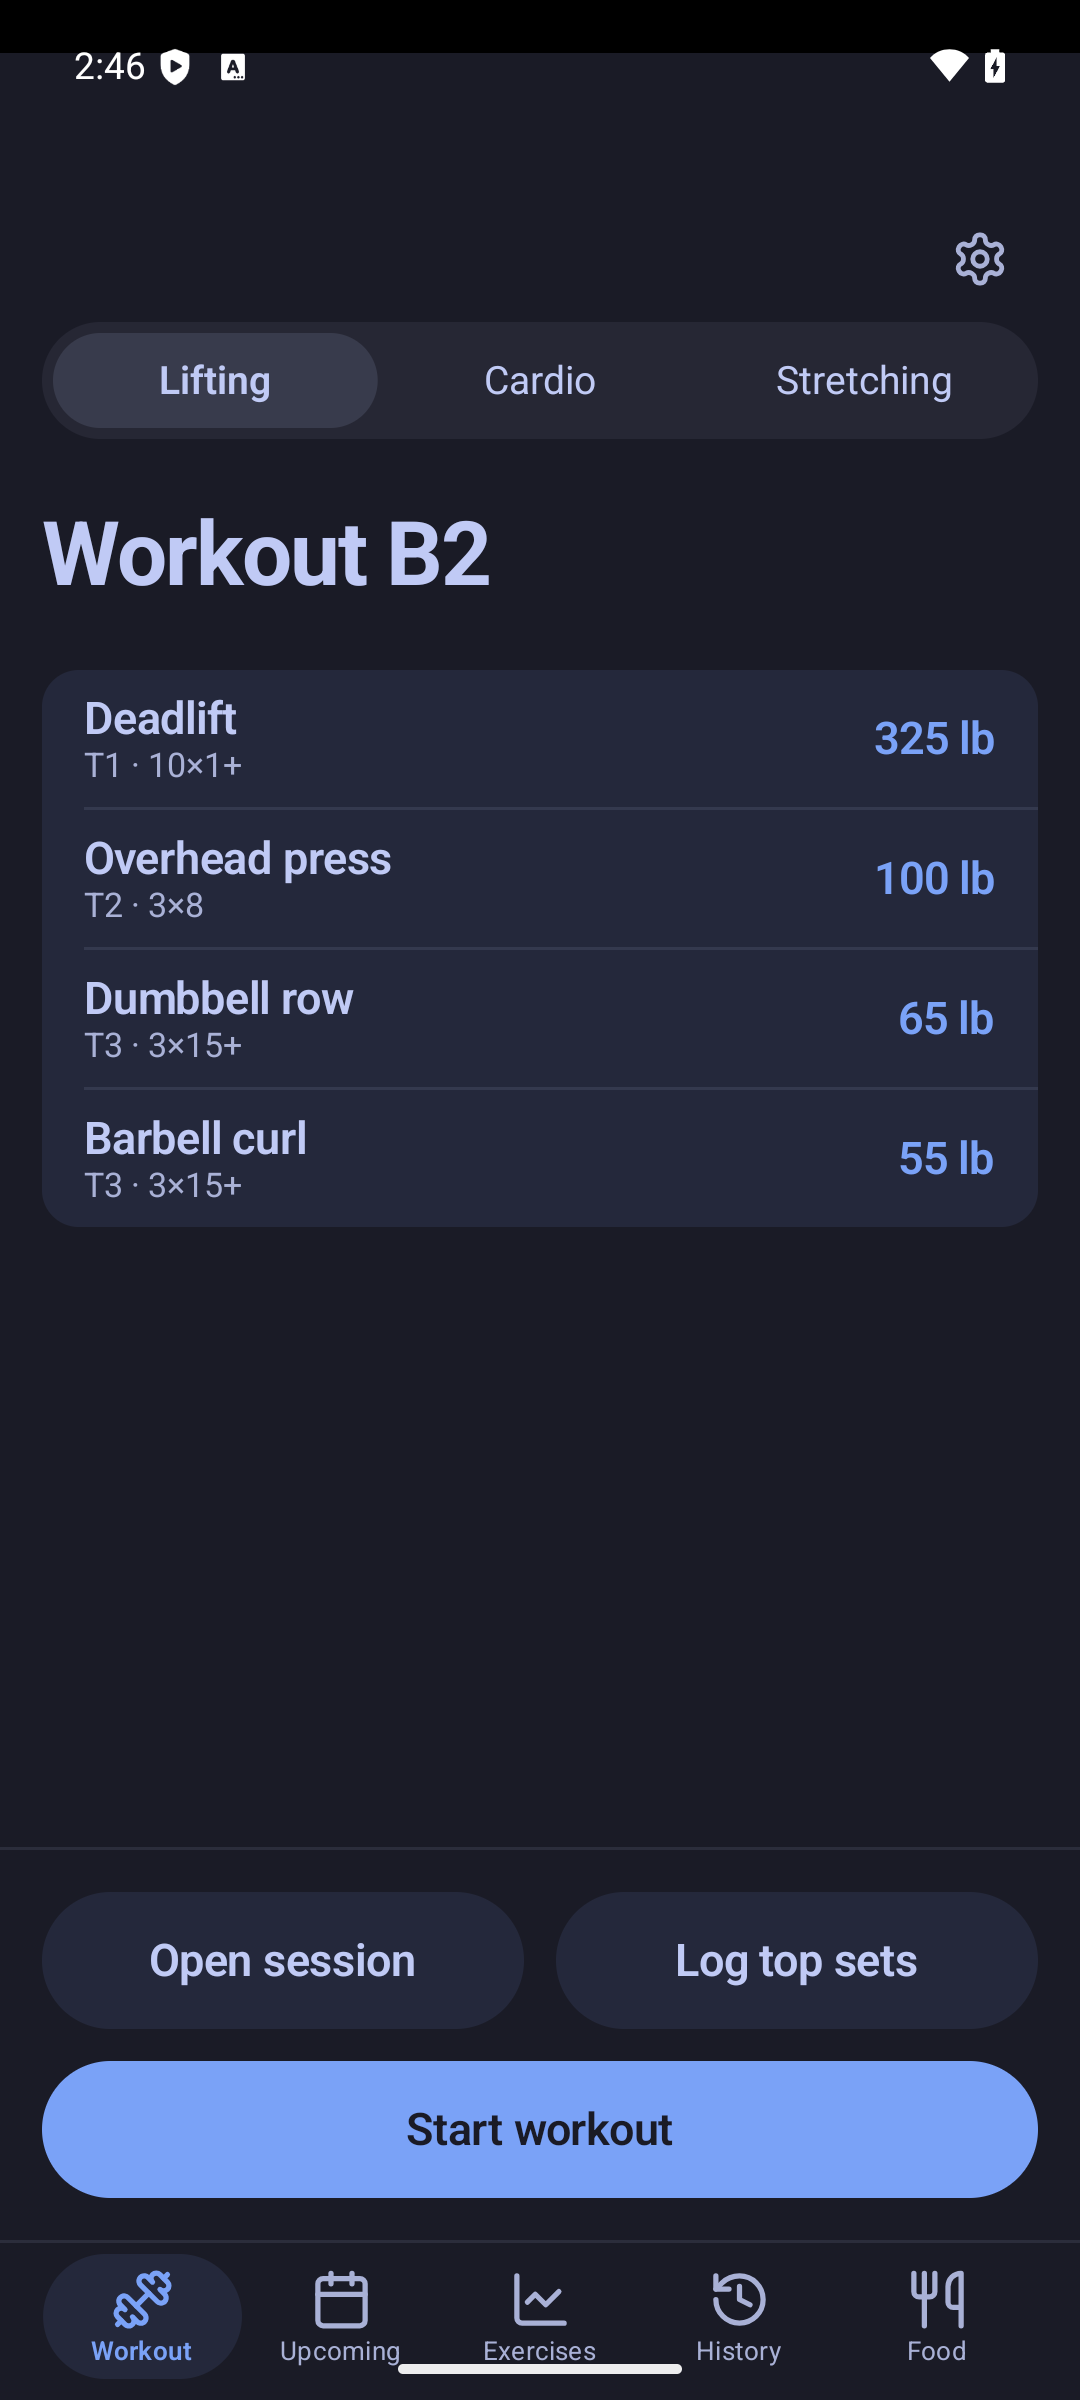 2:46
Lifting
Cardio
Stretching
Workout B2
Deadlift
325 lb
T1 · 10×1+
Overhead press
100 lb
T2 · 3×8
Dumbbell row
65 lb
T3 · 3×15+
Barbell curl
55 lb
T3 · 3×15+
Open session
Log top sets
Start workout
Workout
Upcoming
Exercises
History
Food